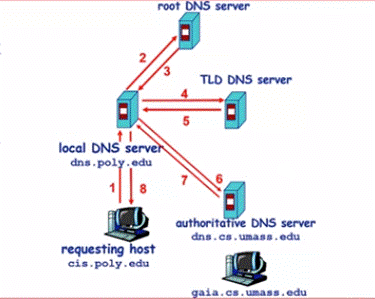 root DNS server
2
3
TLD DNS server
4
5
local DNS server
dns.poly.edu
1
8
7
6
requesting host
cis.poly.edu
authoritative DNS server
dns.cs.umass.edu
gaia.cs.umass.edu